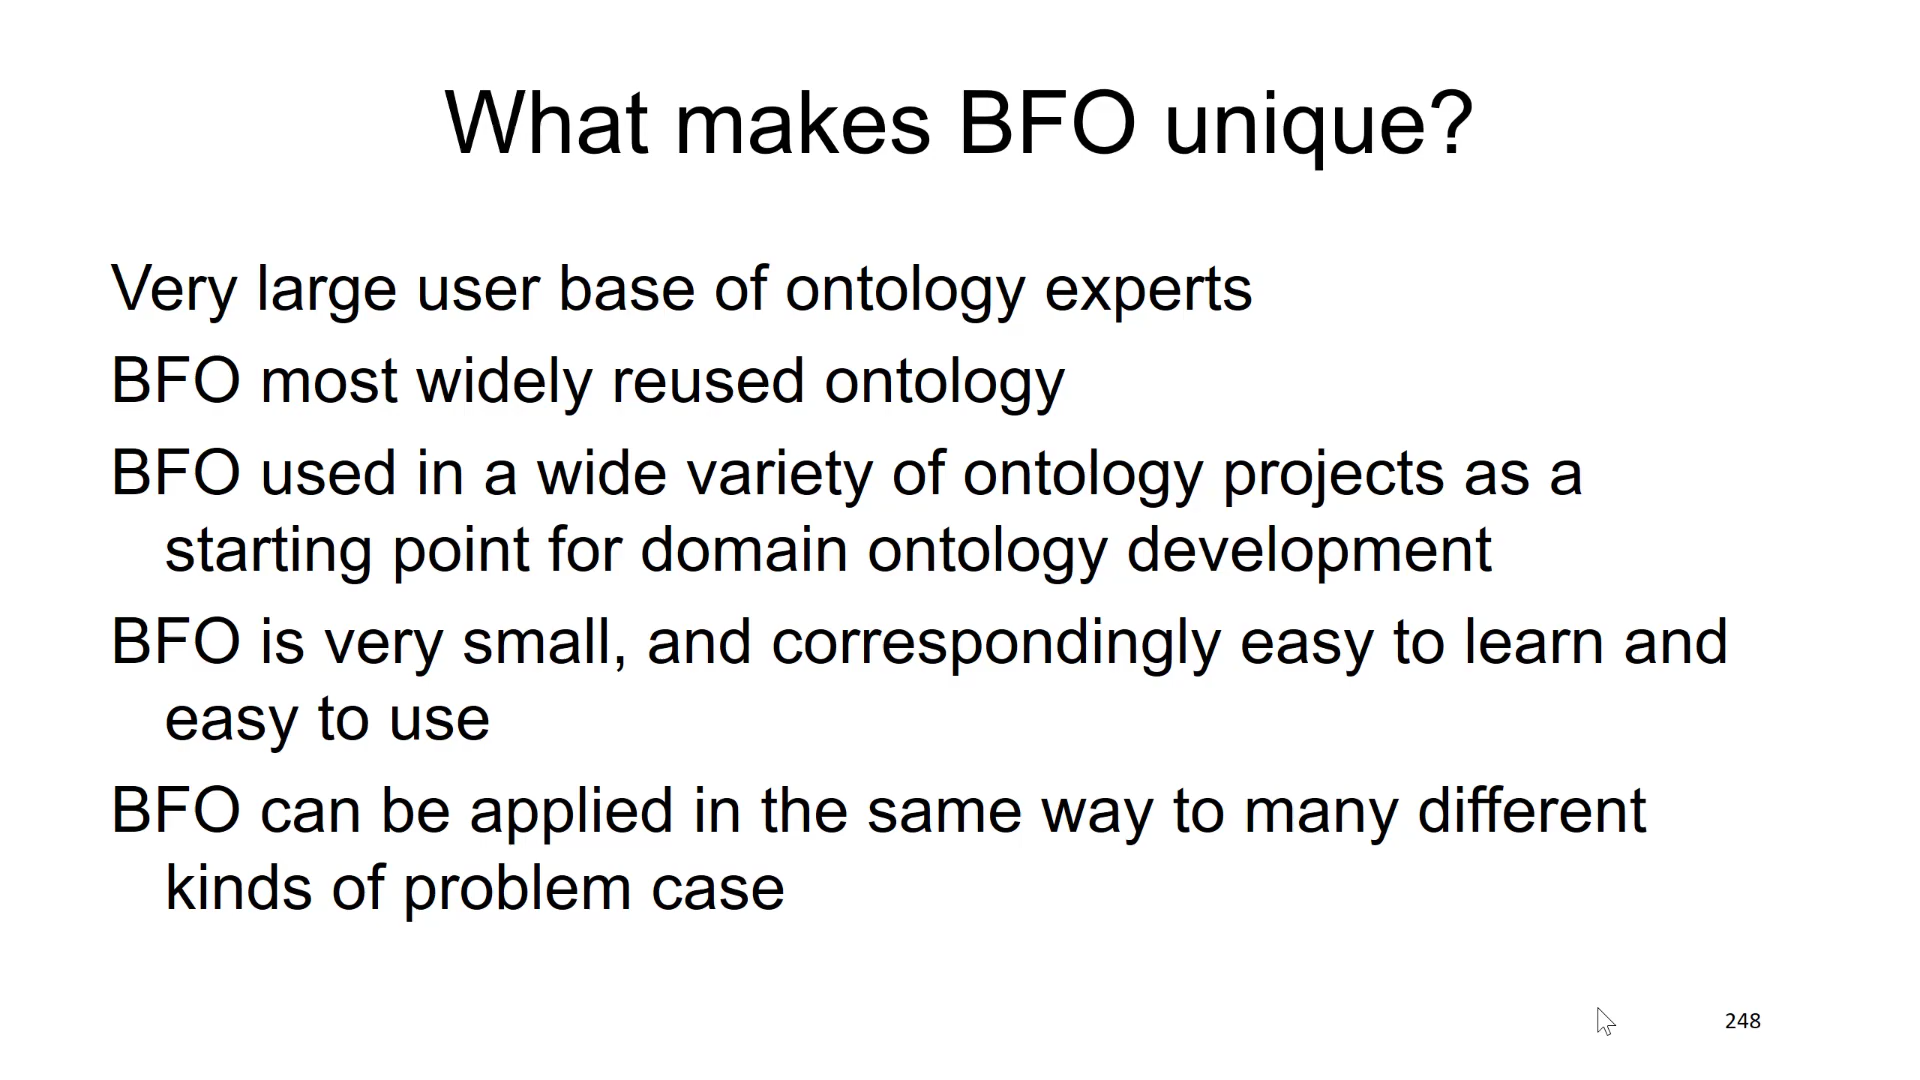 What makes BFO unique?
Very large user base of ontology experts
BFO most widely reused ontology
BFO used in a wide variety of ontology projects as a
starting point for domain ontology development
BFO is very small, and correspondingly easy to learn and
easy to use
BFO can be applied in the same way to many different
kinds of problem case
248